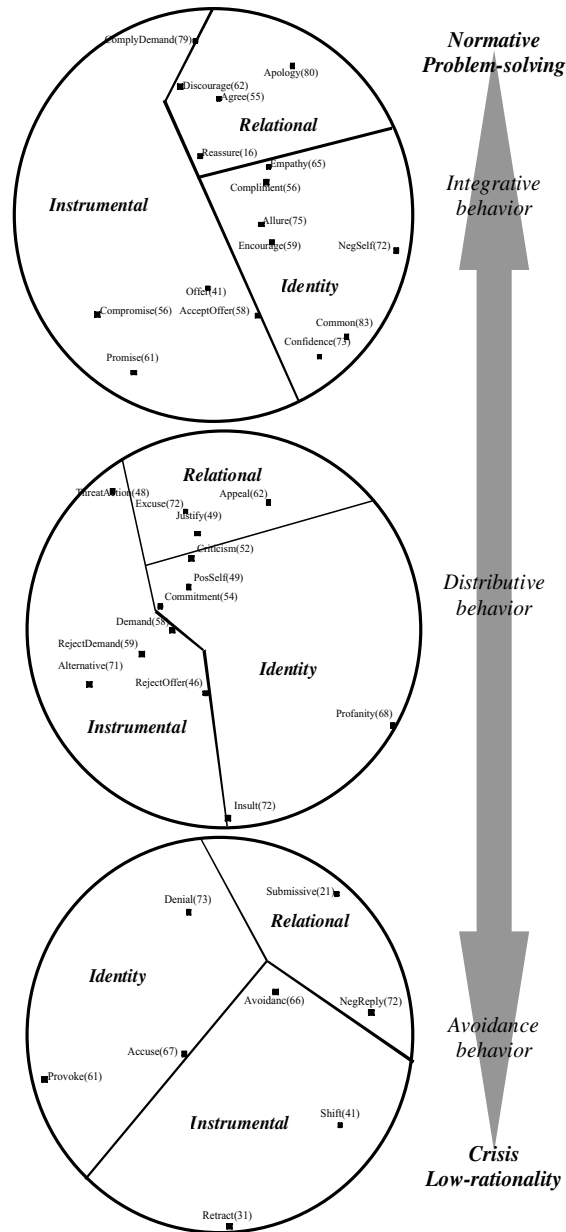 Normative
Problem-solving
ComplyDemand(79)
Apology(80)
Discourage(62)
Agree(55)
Relational
Reassure(16)
Empathy(65)
Compliment(56)
Instrumental
Integrative
behavior
Allure(75)
Encourage(59)
NegSelf(72)
Identity
Offer(41)
Compromise(56)
AcceptOffer(58)
Common(83)
Confidence(73)
Promise(61)
Relational
ThreatAction(48)
Appeal(62)
Excuse(72)
Justify(49)
Criticism(52)
PosSelf(49)
Commitment(54)
Distributive
behavior
Demand(58)
RejectDemand(59)
Alternative(71)
Identity
RejectOffer(46)
Profanity(68)
Instrumental
Insult(72)
Submissive(21)
Denial(73)
Relational
Identity
Avoidanc(66)
NegReply(72)
Avoidance
behavior
Accuse(67)
Provoke(61)
Shift(41)
Instrumental
Crisis
Low-rationality
Retract(31)